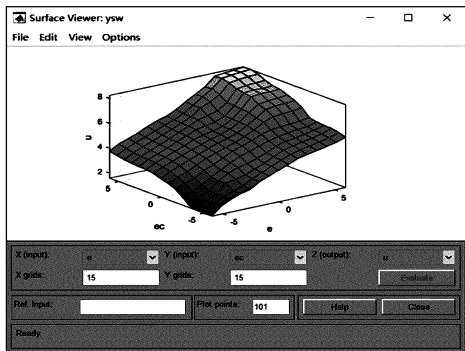 Surface Viewer: ysw
File Edit View Options
8
6
4
2
u
5
0
-5
ec
-5
0
5
e
X (input): e Y (input): ec Z (output): u
X grids: 15 Y grids: 15 Evaluate
Ref. Input: Plot points: 101 Help Close
Ready